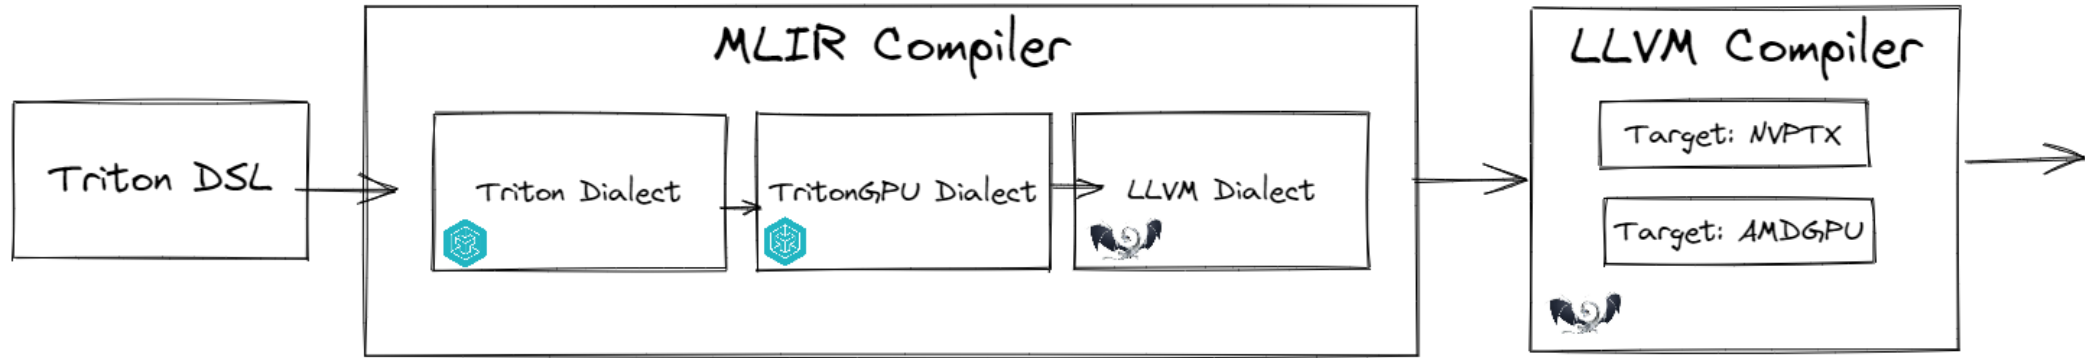 MLIR Compiler
LLVM Compiler
Triton DSL
Triton Dialect
TritonGPU Dialect
LLVM Dialect
Target: NVPTX
Target: AMDGPU